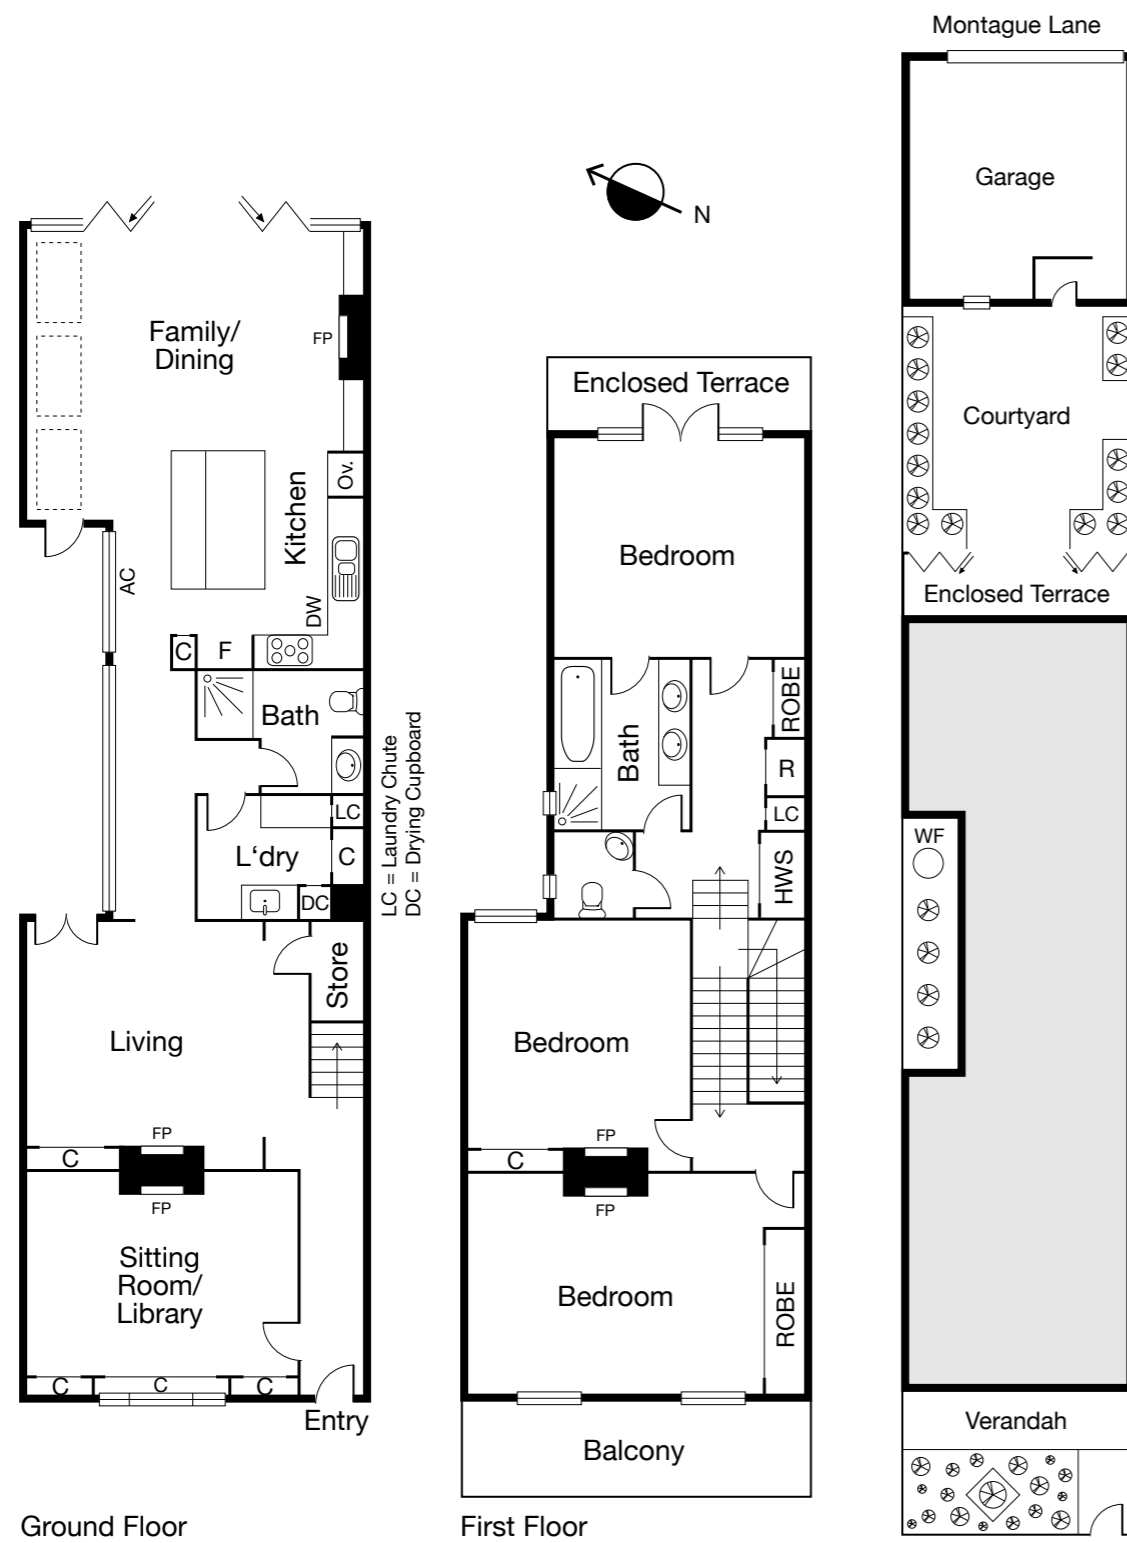 Family/
Dining
FP
Ov.
Kitchen
AC
DW
C
F
Bath
LC
L'dry
C
DC
LC = Laundry Chute
DC = Drying Cupboard
Store
Living
FP
C
FP
Sitting
Room/
Library
C
C
C
Entry
Ground Floor
N
Enclosed Terrace
Bedroom
ROBE
Bath
R
LC
HWS
Bedroom
FP
C
FP
Bedroom
ROBE
Balcony
First Floor
Montague Lane
Garage
Courtyard
Enclosed Terrace
WF
Verandah